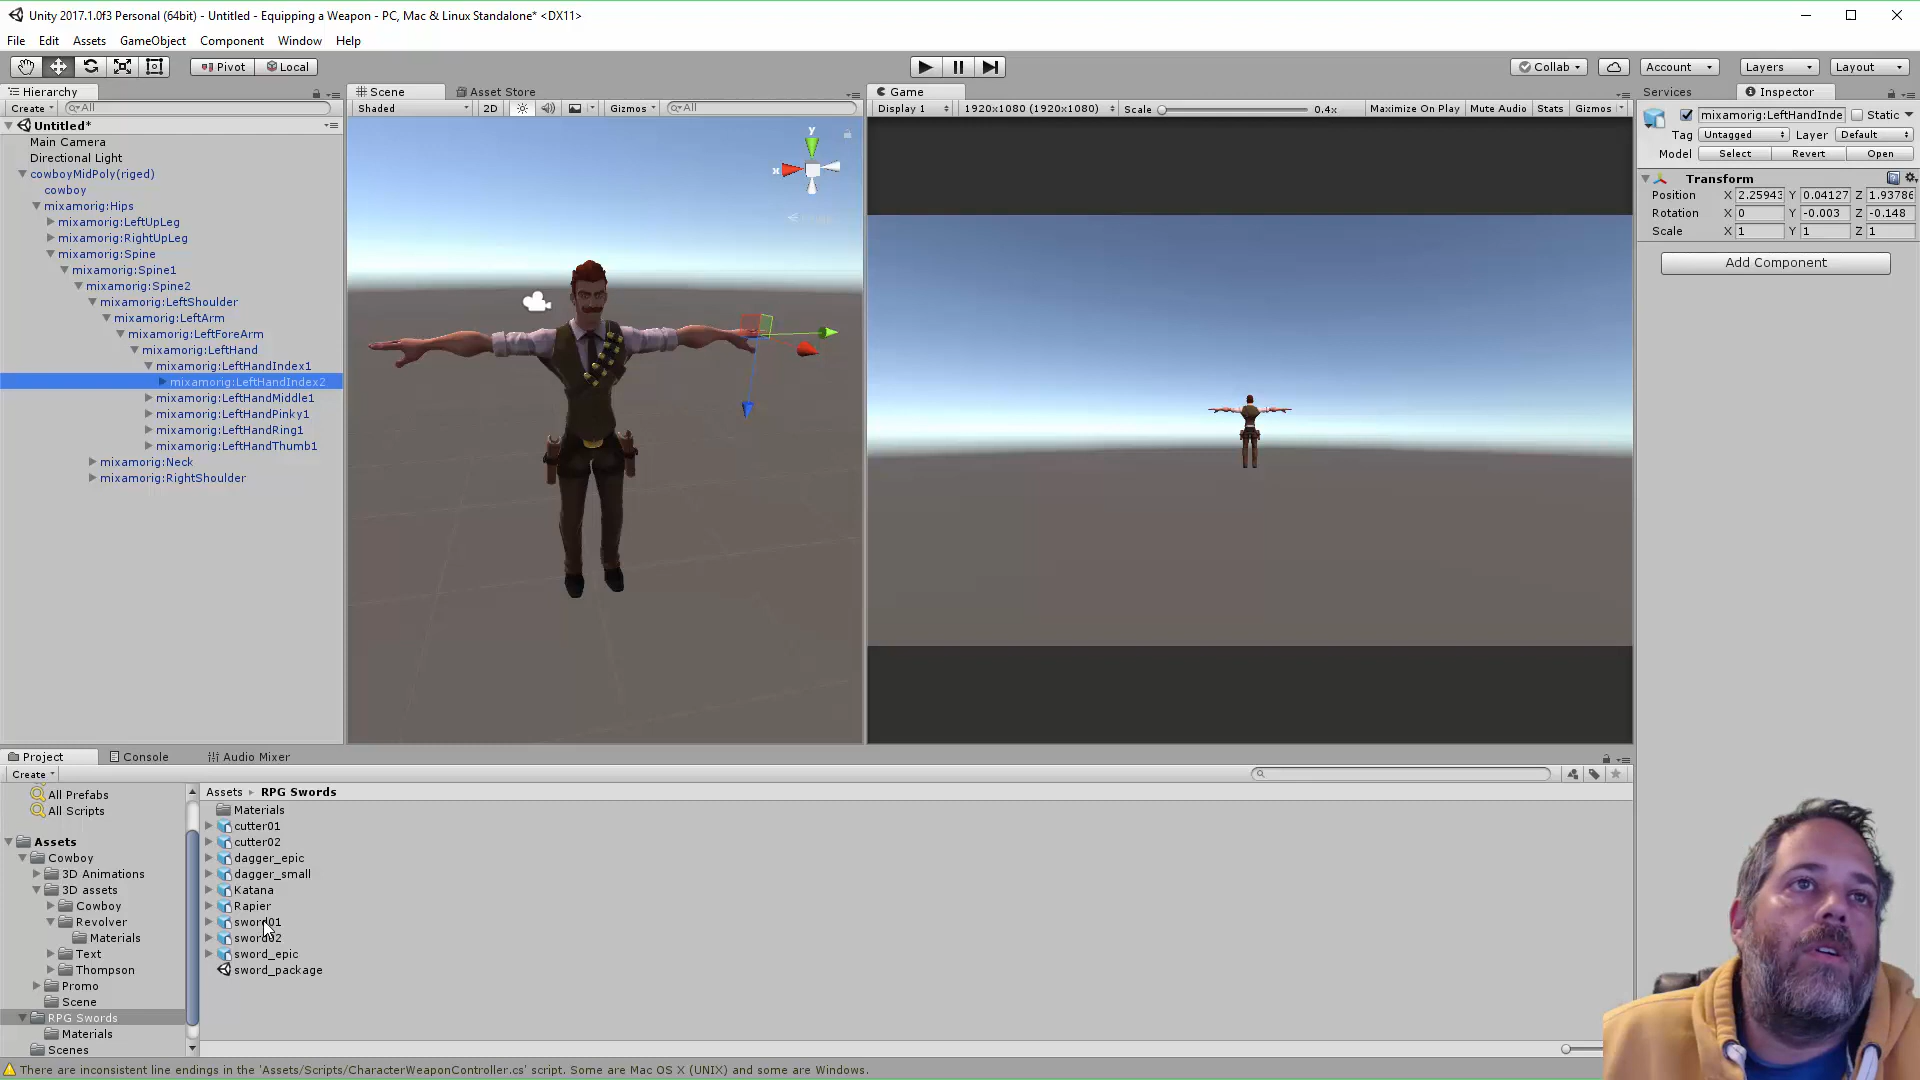 Unity 2017.1.0f3 Personal (64bit) - Untitled - Equipping a Weapon - PC, Mac & Linux Standalone* <DX11>
File Edit Assets GameObject Component Window Help
Pivot Local Collab Account Layers Layout
Hierarchy
Create All
Untitled*
Main Camera
Directional Light
cowboyMidPoly(riged)
cowboy
mixamorig:Hips
mixamorig:LeftUpLeg
mixamorig:RightUpLeg
mixamorig:Spine
mixamorig:Spine1
mixamorig:Spine2
mixamorig:LeftShoulder
mixamorig:LeftArm
mixamorig:LeftForeArm
mixamorig:LeftHand
mixamorig:LeftHandIndex1
mixamorig:LeftHandIndex2
mixamorig:LeftHandMiddle1
mixamorig:LeftHandPinky1
mixamorig:LeftHandRing1
mixamorig:LeftHandThumb1
mixamorig:Neck
mixamorig:RightShoulder
Scene Asset Store
Shaded 2D Gizmos All
y
x
Game
Display 1 1920x1080 (1920x1080) Scale 0.4x Maximize On Play Mute Audio Stats Gizmos
Services Inspector
mixamorig:LeftHandInde Static
Tag Untagged Layer Default
Model Select Revert Open
Transform
Position X 2.25943 Y 0.04127 Z 1.93786
Rotation X 0 Y -0.003 Z -0.148
Scale X 1 Y 1 Z 1
Add Component
Project Console Audio Mixer
Create
All Prefabs
All Scripts
Assets
Cowboy
3D Animations
3D assets
Cowboy
Revolver
Materials
Text
Thompson
Promo
Scene
RPG Swords
Materials
Scenes
Assets RPG Swords
Materials
cutter01
cutter02
dagger_epic
dagger_small
Katana
Rapier
sword01
sword02
sword_epic
sword_package
There are inconsistent line endings in the 'Assets/Scripts/CharacterWeaponController.cs' script. Some are Mac OS X (UNIX) and some are Windows.